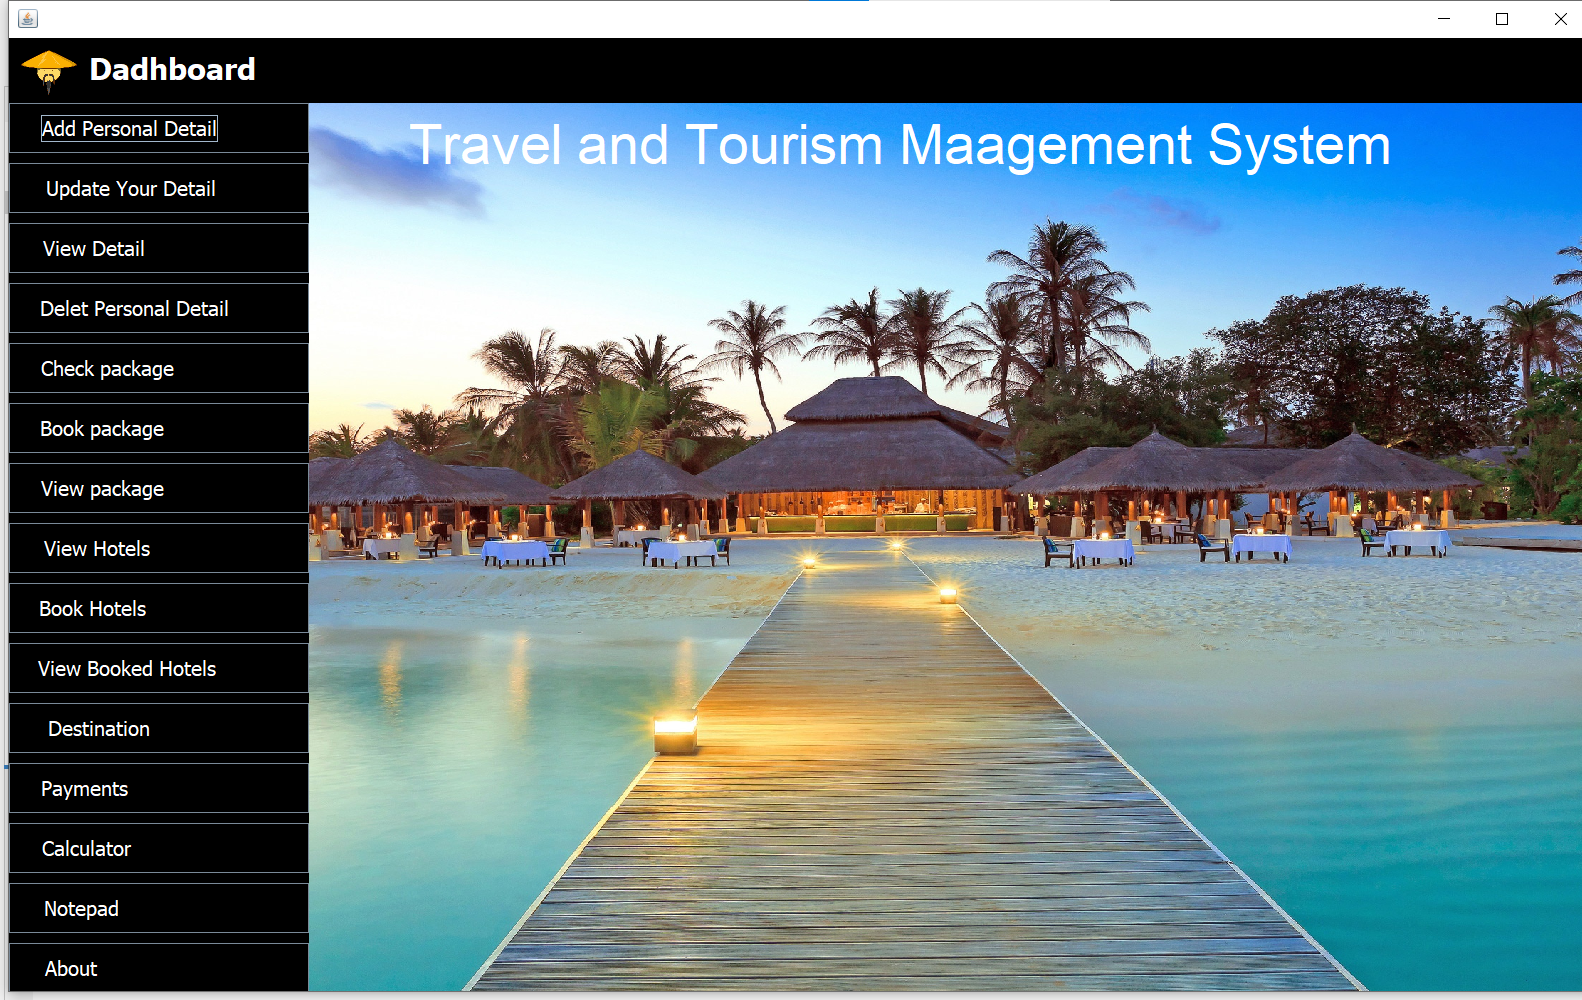 Dadhboard
Travel and Tourism Maagement System
Add Personal Detail
Update Your Detail
View Detail
Delet Personal Detail
Check package
Book package
View package
View Hotels
Book Hotels
View Booked Hotels
Destination
Payments
Calculator
Notepad
About